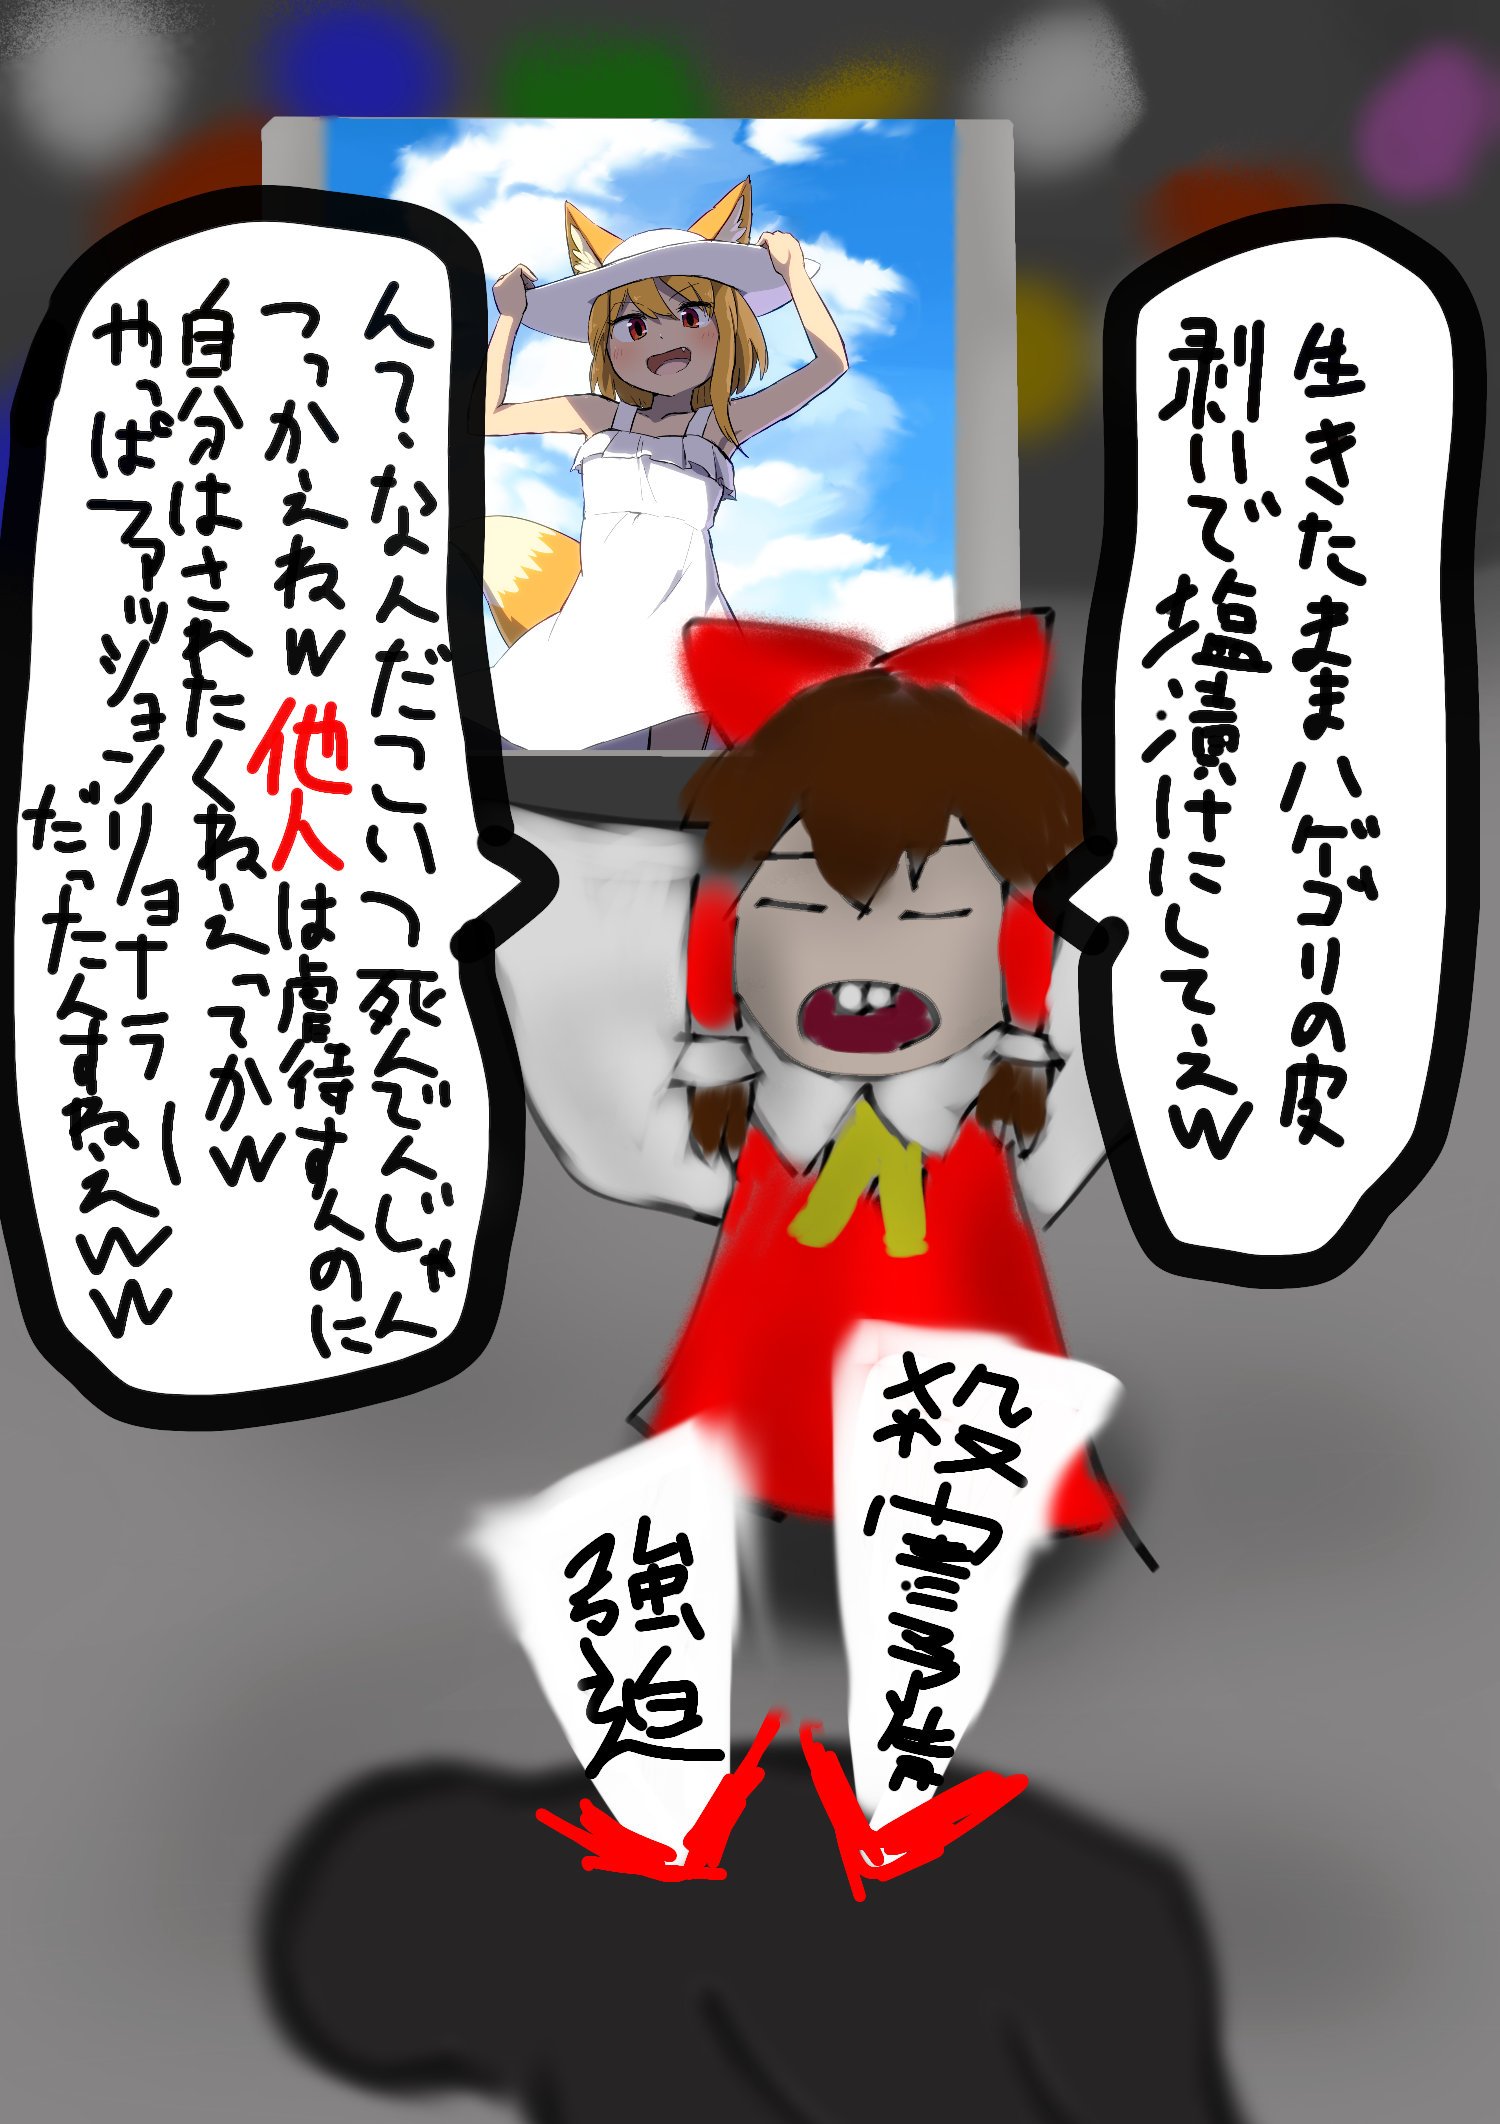 生きたままハゲゴリの皮
剥いで塩漬けにしてぇw
ん？なんだこいつ死んでんじゃん
つっかえねw他人は虐待す人のに
自分はされたくねぇってかw
やっぱファッションリョナラー
だったんすねぇww
殺害
強迫